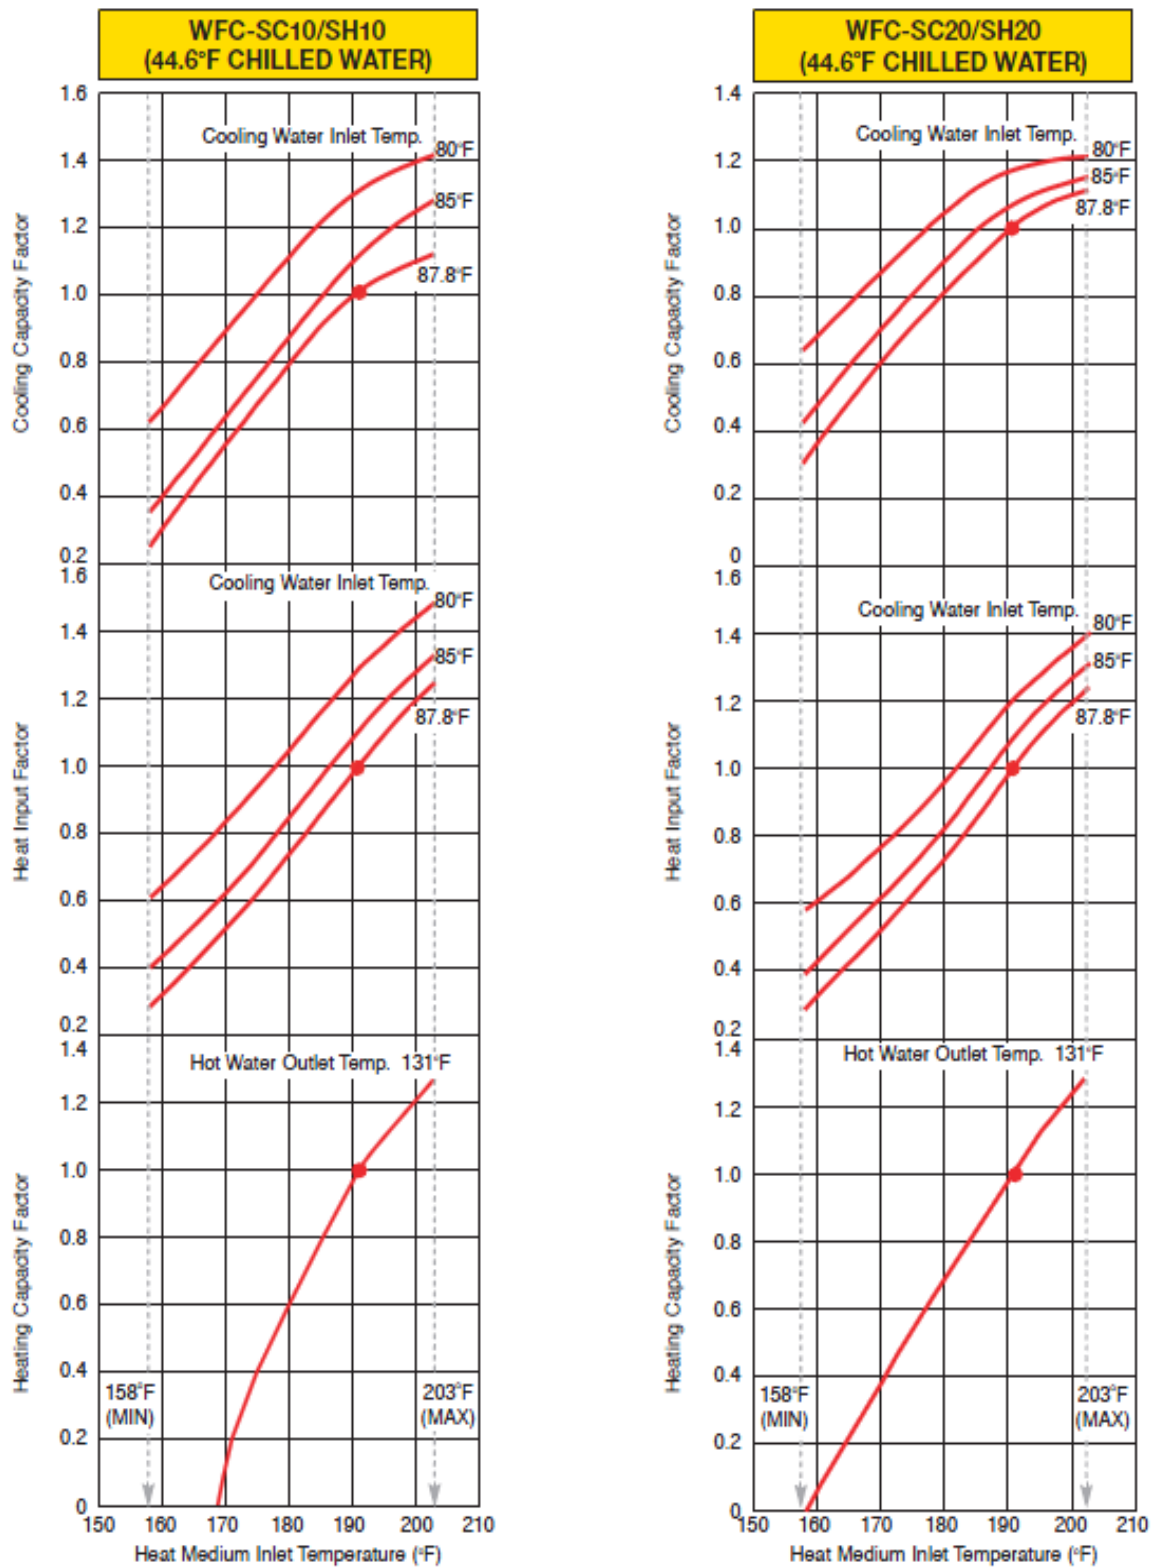 WFC-SC10/SH10
(44.6°F CHILLED WATER)
1.6
1.4
1.2
1.0
0.8
0.6
0.4
0.2
Cooling Capacity Factor
Cooling Water Inlet Temp.
80°F
85°F
87.8°F
1.6
1.4
1.2
1.0
0.8
0.6
0.4
0.2
Heat Input Factor
Cooling Water Inlet Temp.
80°F
85°F
87.8°F
1.4
1.2
1.0
0.8
0.6
0.4
0.2
0
Heating Capacity Factor
Hot Water Outlet Temp. 131°F
158°F
(MIN)
203°F
(MAX)
150 160 170 180 190 200 210
Heat Medium Inlet Temperature (°F)
WFC-SC20/SH20
(44.6°F CHILLED WATER)
1.4
1.2
1.0
0.8
0.6
0.4
0.2
0
Cooling Capacity Factor
Cooling Water Inlet Temp.
80°F
85°F
87.8°F
1.6
1.4
1.2
1.0
0.8
0.6
0.4
0.2
Heat Input Factor
Cooling Water Inlet Temp.
80°F
85°F
87.8°F
1.4
1.2
1.0
0.8
0.6
0.4
0.2
0
Heating Capacity Factor
Hot Water Outlet Temp. 131°F
158°F
(MIN)
203°F
(MAX)
150 160 170 180 190 200 210
Heat Medium Inlet Temperature (°F)